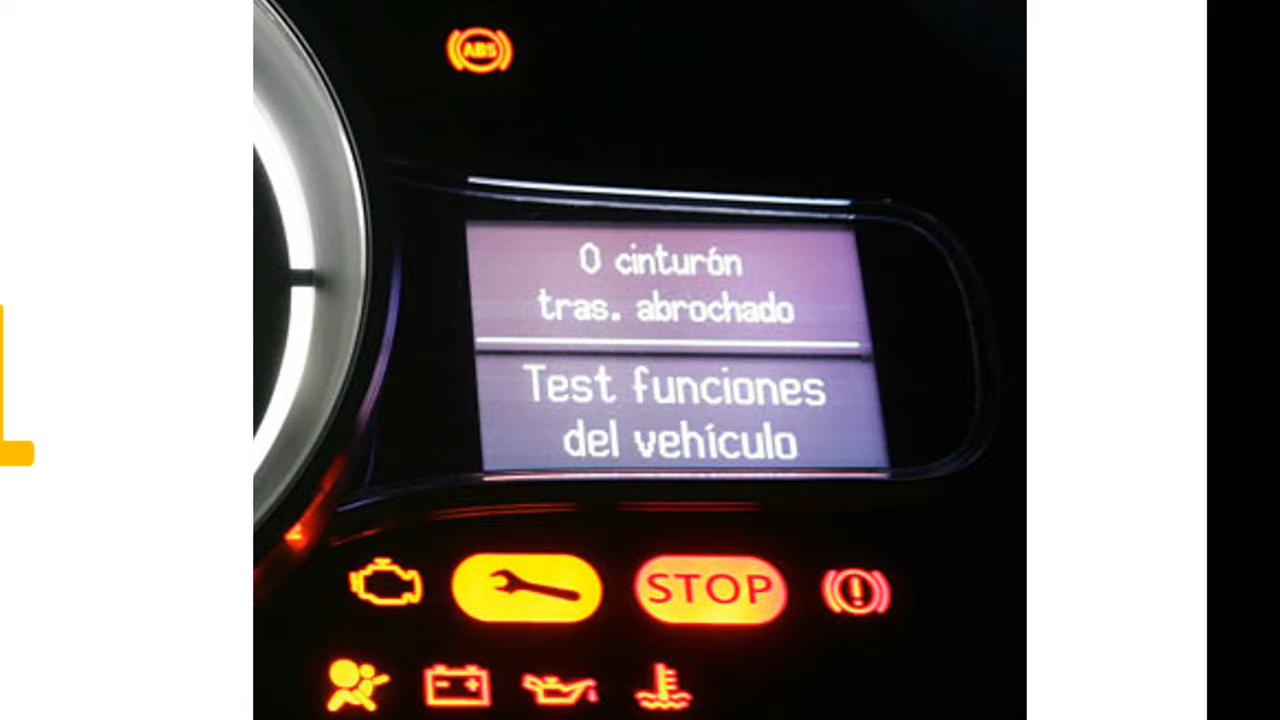 ABS
0 cinturón
tras. abrochado
Test funciones
del vehículo
STOP